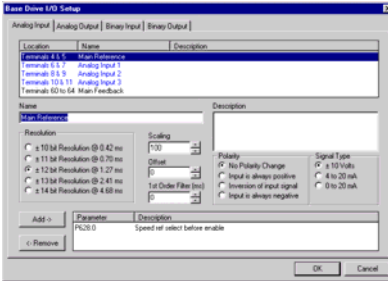 Base Drive I/O Setup
Analog Input Analog Output Binary Input Binary Output
Location Name Description
Terminals 4 & 5 Main Reference
Terminals 6 & 7 Analog Input 1
Terminals 8 & 9 Analog Input 2
Terminals 10 & 11 Analog Input 3
Terminals 60 to 64 Main Feedback
Name Description
Main Reference
Resolution
± 10 bit Resolution @ 0.42 ms
± 11 bit Resolution @ 0.70 ms
± 12 bit Resolution @ 1.27 ms
± 13 bit Resolution @ 2.41 ms
± 14 bit Resolution @ 4.68 ms
Scaling
100
Offset
0
1st Order Filter (ms)
0
Polarity
No Polarity Change
Input is always positive
Inversion of input signal
Input is always negative
Signal Type
± 10 Volts
4 to 20 mA
0 to 20 mA
Add ->
<- Remove
Parameter Description
P628.0 Speed ref select before enable
OK Cancel